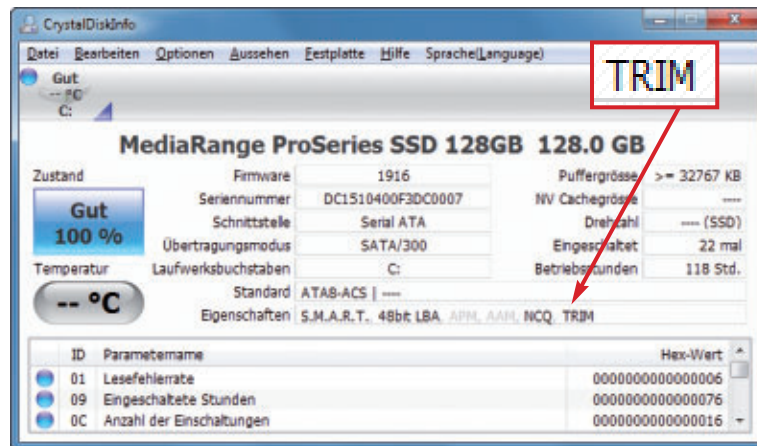 CrystalDiskInfo
Datei Bearbeiten Optionen Aussehen Festplatte Hilfe Sprache(Language)
TRIM
Gut
-- °C
C:
MediaRange ProSeries SSD 128GB 128.0 GB
Zustand
Gut
100 %
Temperatur
-- °C
Firmware 1916
Seriennummer DC1510400F3DC0007
Schnittstelle Serial ATA
Übertragungsmodus SATA/300
Laufwerksbuchstaben C:
Standard ATA8-ACS | ----
Eigenschaften S.M.A.R.T., 48bit LBA, APM, AAM, NCQ, TRIM
Puffergrösse >= 32767 KB
NV Cachegrösse ----
Drehzahl ---- (SSD)
Eingeschaltet 22 mal
Betriebsstunden 118 Std.
ID Parametername Hex-Wert
01 Lesefehlerrate 0000000000000006
09 Eingeschaltete Stunden 0000000000000076
0C Anzahl der Einschaltungen 0000000000000016